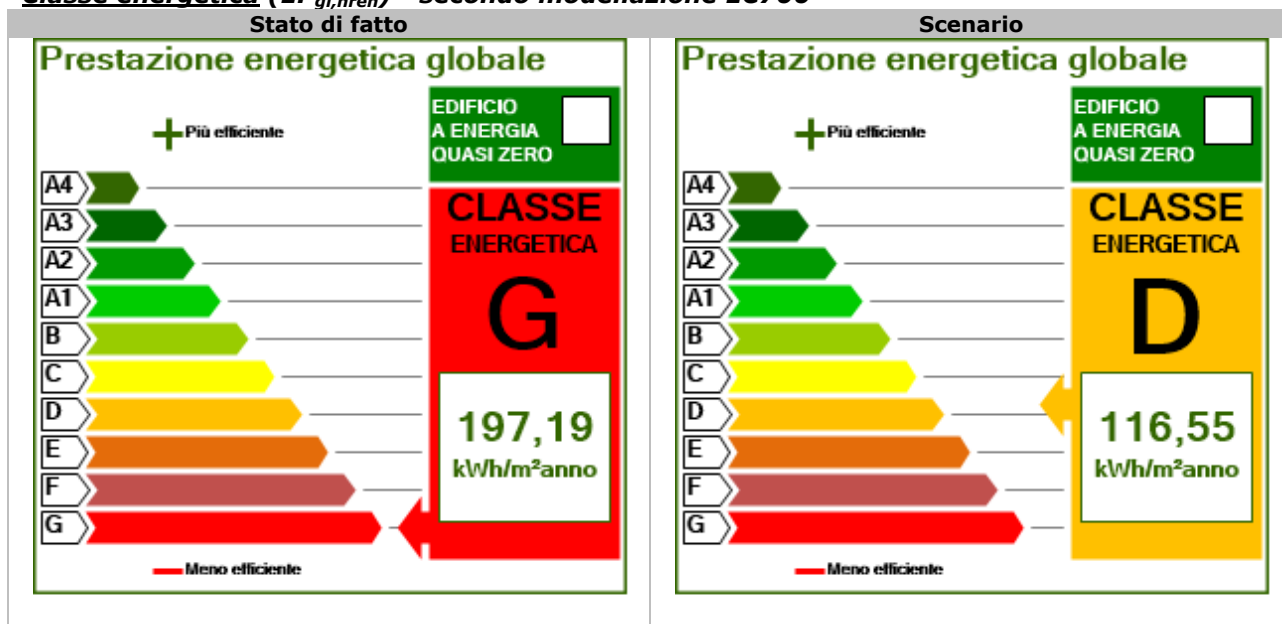 Stato di fatto
Scenario
Prestazione energetica globale
Più efficiente
EDIFICIO
A ENERGIA
QUASI ZERO
A4
A3
A2
A1
B
C
D
E
F
G
CLASSE
ENERGETICA
G
197,19
kWh/m²anno
Meno efficiente
Prestazione energetica globale
Più efficiente
EDIFICIO
A ENERGIA
QUASI ZERO
A4
A3
A2
A1
B
C
D
E
F
G
CLASSE
ENERGETICA
D
116,55
kWh/m²anno
Meno efficiente